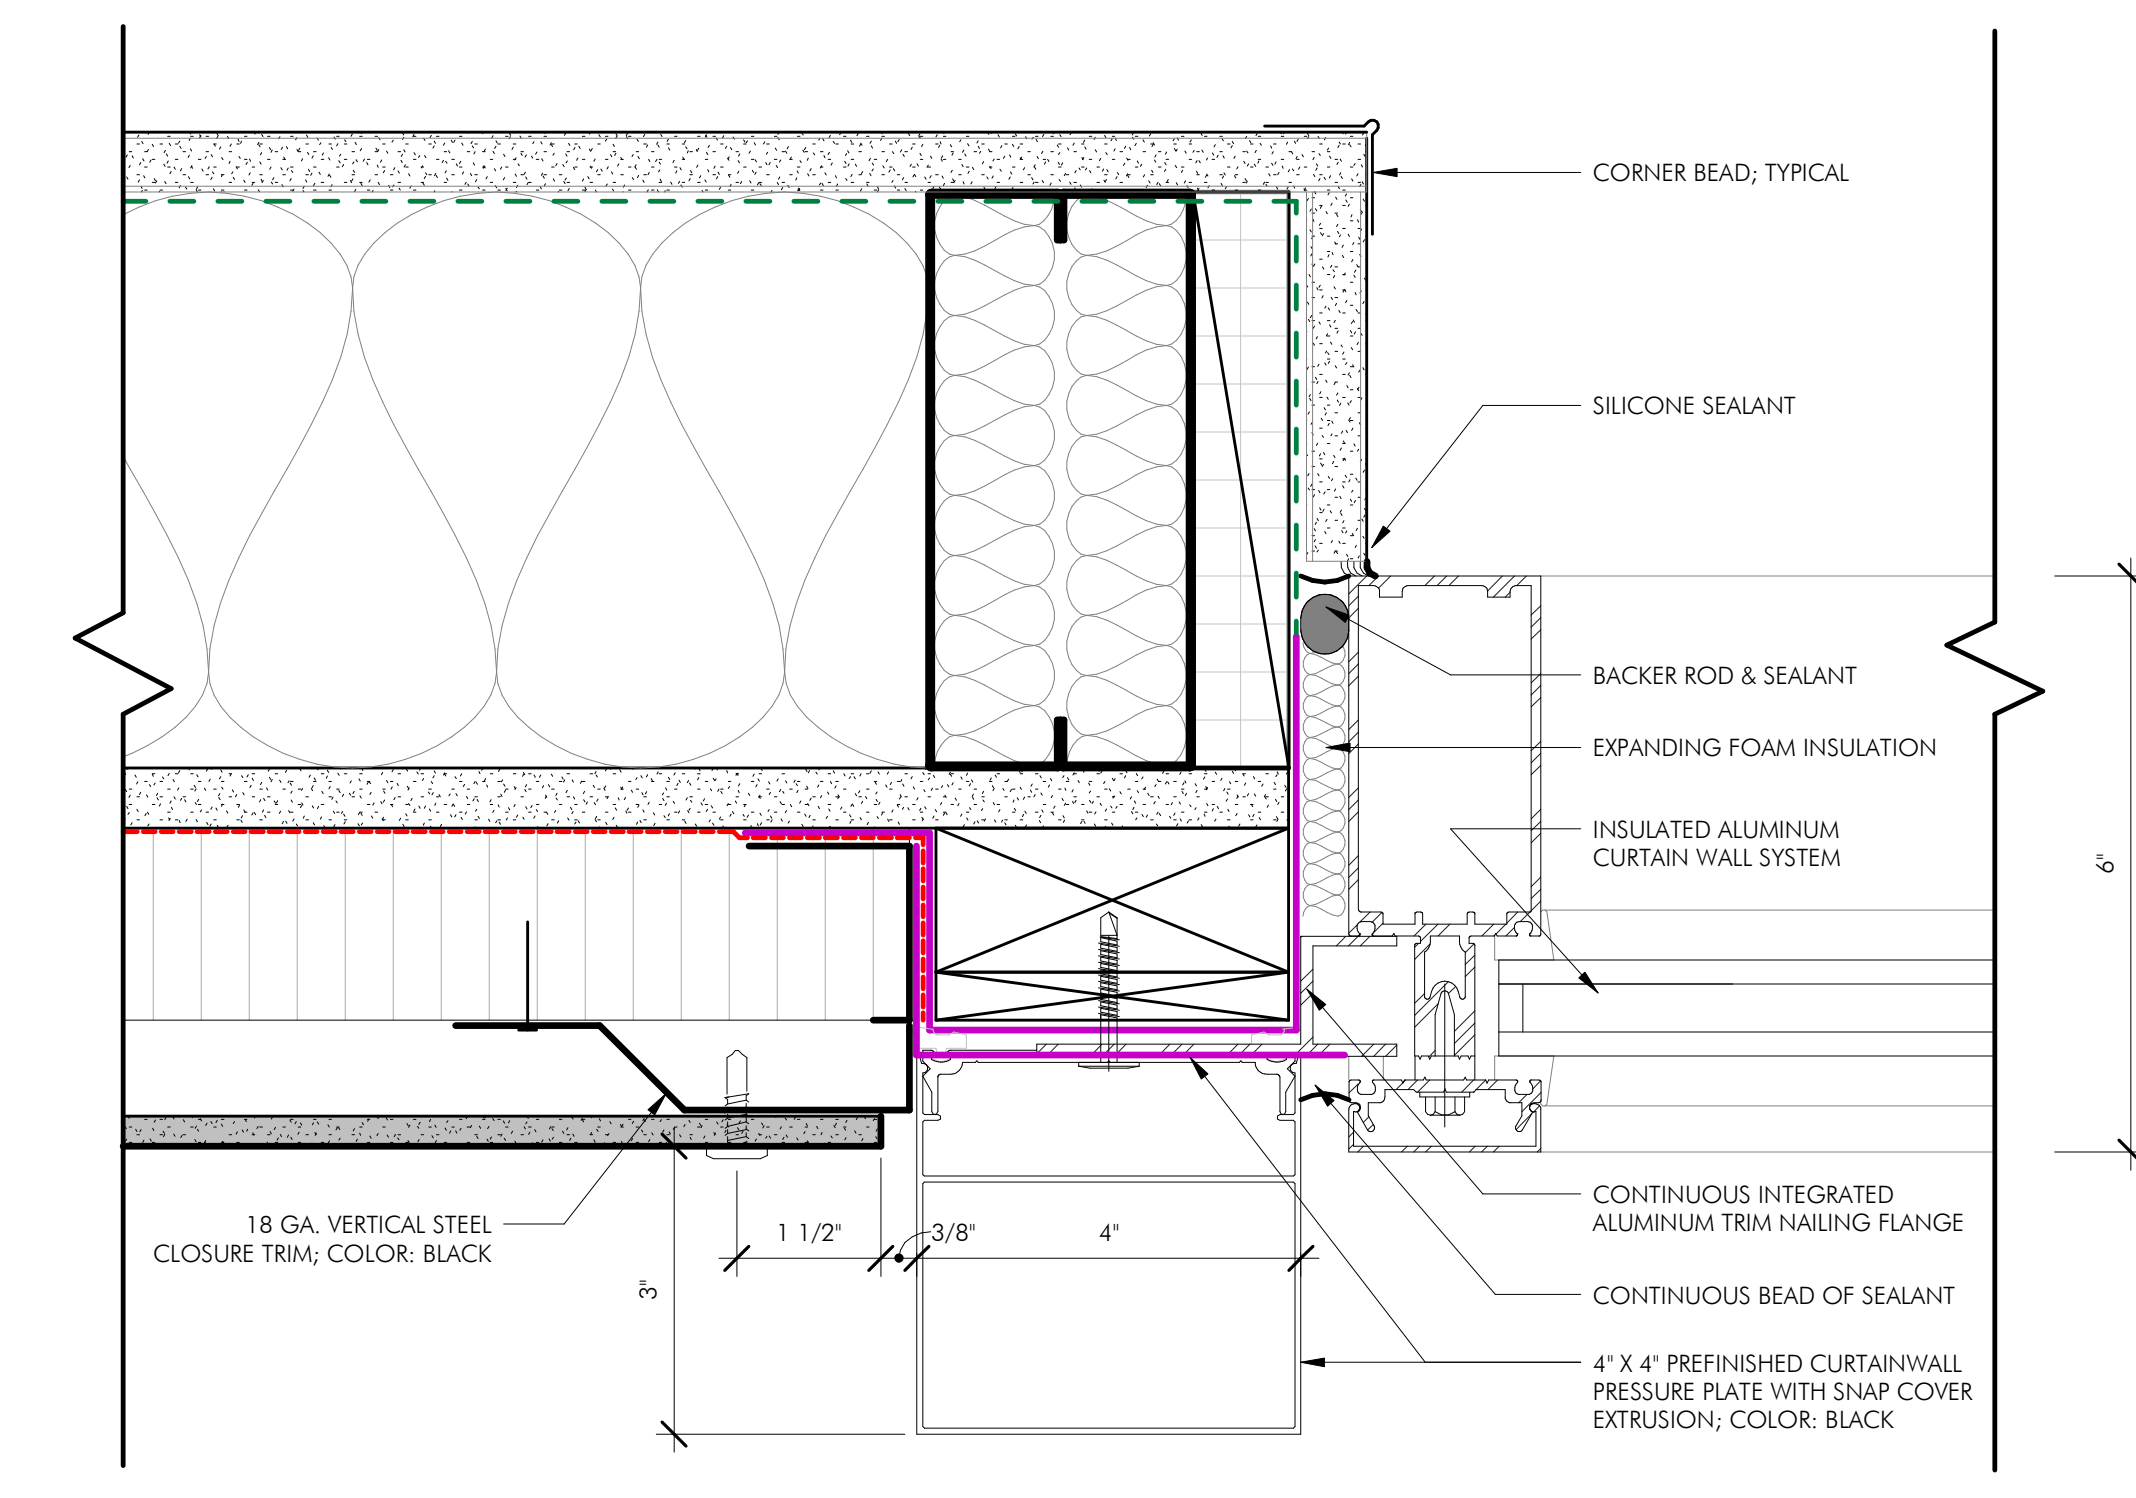 CORNER BEAD; TYPICAL
SILICONE SEALANT
BACKER ROD & SEALANT
EXPANDING FOAM INSULATION
INSULATED ALUMINUM
CURTAIN WALL SYSTEM
6"
18 GA. VERTICAL STEEL
CLOSURE TRIM; COLOR: BLACK
1 1/2"
3/8"
4"
3"
CONTINUOUS INTEGRATED
ALUMINUM TRIM NAILING FLANGE
CONTINUOUS BEAD OF SEALANT
4" X 4" PREFINISHED CURTAINWALL
PRESSURE PLATE WITH SNAP COVER
EXTRUSION; COLOR: BLACK